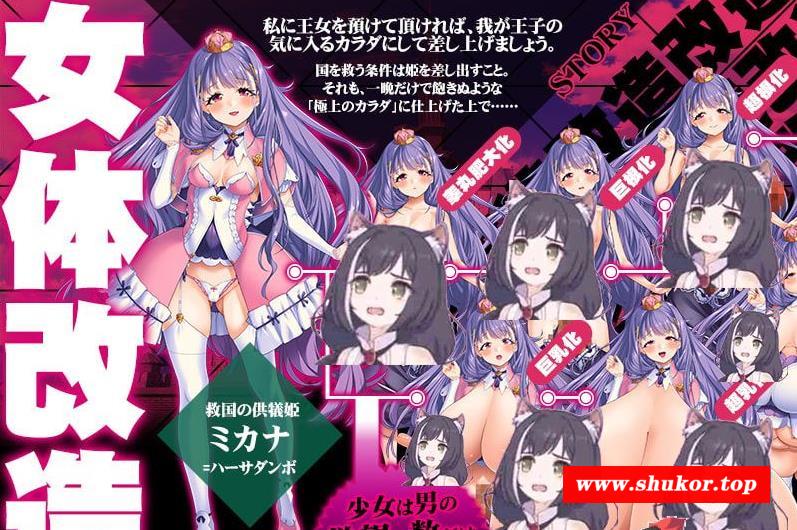 女体改造
私に王女を預けて頂ければ、我が王子の
気に入るカラダにして差し上げましょう。
国を救う条件は姫を差し出すこと。
それも、一晩だけで飽きぬような
「極上のカラダ」に仕上げた上で……
STORY
巨根化
巨乳化
超乳
救国の供犠姫
ミカナ
=ハーサダンボ
少女は男の
www.shukor.top